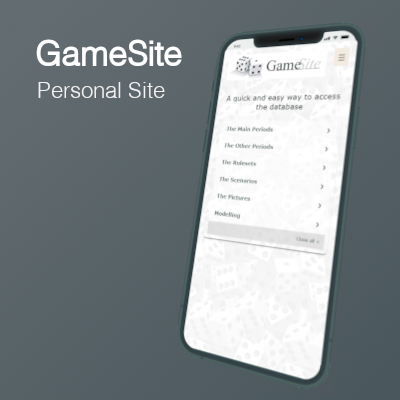 GameSite
Personal Site
GameSite
A quick and easy way to access
the database
The Main Periods
The Other Periods
The Rulesets
The Scenarios
The Pictures
Modelling
Close all